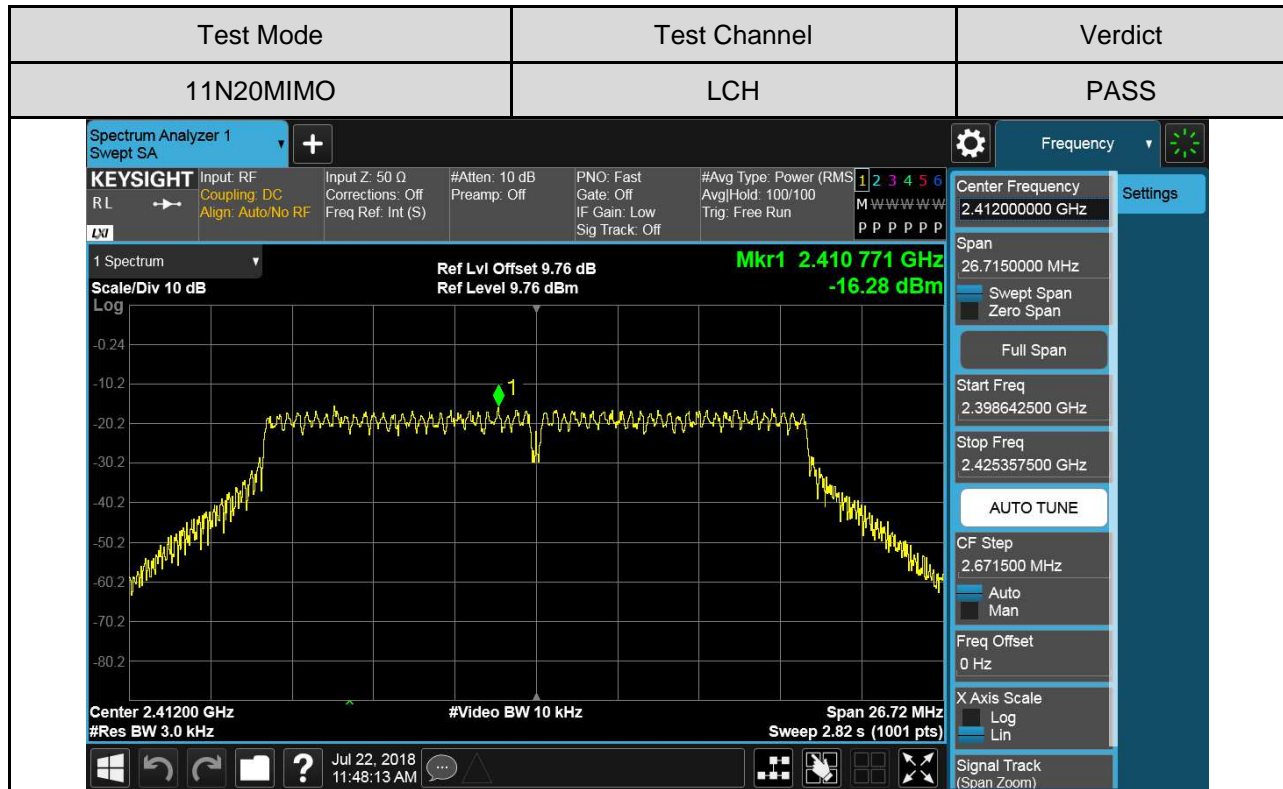 Test Mode Test Channel Verdict
11N20MIMO LCH PASS
Spectrum Analyzer 1
Swept SA
+
Frequency
KEYSIGHT
RL
LXI
Input: RF
Coupling: DC
Align: Auto/No RF
Input Z: 50 Ω
Corrections: Off
Freq Ref: Int (S)
#Atten: 10 dB
Preamp: Off
PNO: Fast
Gate: Off
IF Gain: Low
Sig Track: Off
#Avg Type: Power (RMS
Avg|Hold: 100/100
Trig: Free Run
1 2 3 4 5 6
M W W W W W
P P P P P P
1 Spectrum
Scale/Div 10 dB
Log
Ref Lvl Offset 9.76 dB
Ref Level 9.76 dBm
Mkr1 2.410 771 GHz
-16.28 dBm
-0.24
-10.2
1
-20.2
-30.2
-40.2
-50.2
-60.2
-70.2
-80.2
Center 2.41200 GHz
#Res BW 3.0 kHz
#Video BW 10 kHz
Span 26.72 MHz
Sweep 2.82 s (1001 pts)
Center Frequency
2.412000000 GHz
Settings
Span
26.7150000 MHz
Swept Span
Zero Span
Full Span
Start Freq
2.398642500 GHz
Stop Freq
2.425357500 GHz
AUTO TUNE
CF Step
2.671500 MHz
Auto
Man
Freq Offset
0 Hz
X Axis Scale
Log
Lin
Signal Track
(Span Zoom)
?
Jul 22, 2018
11:48:13 AM